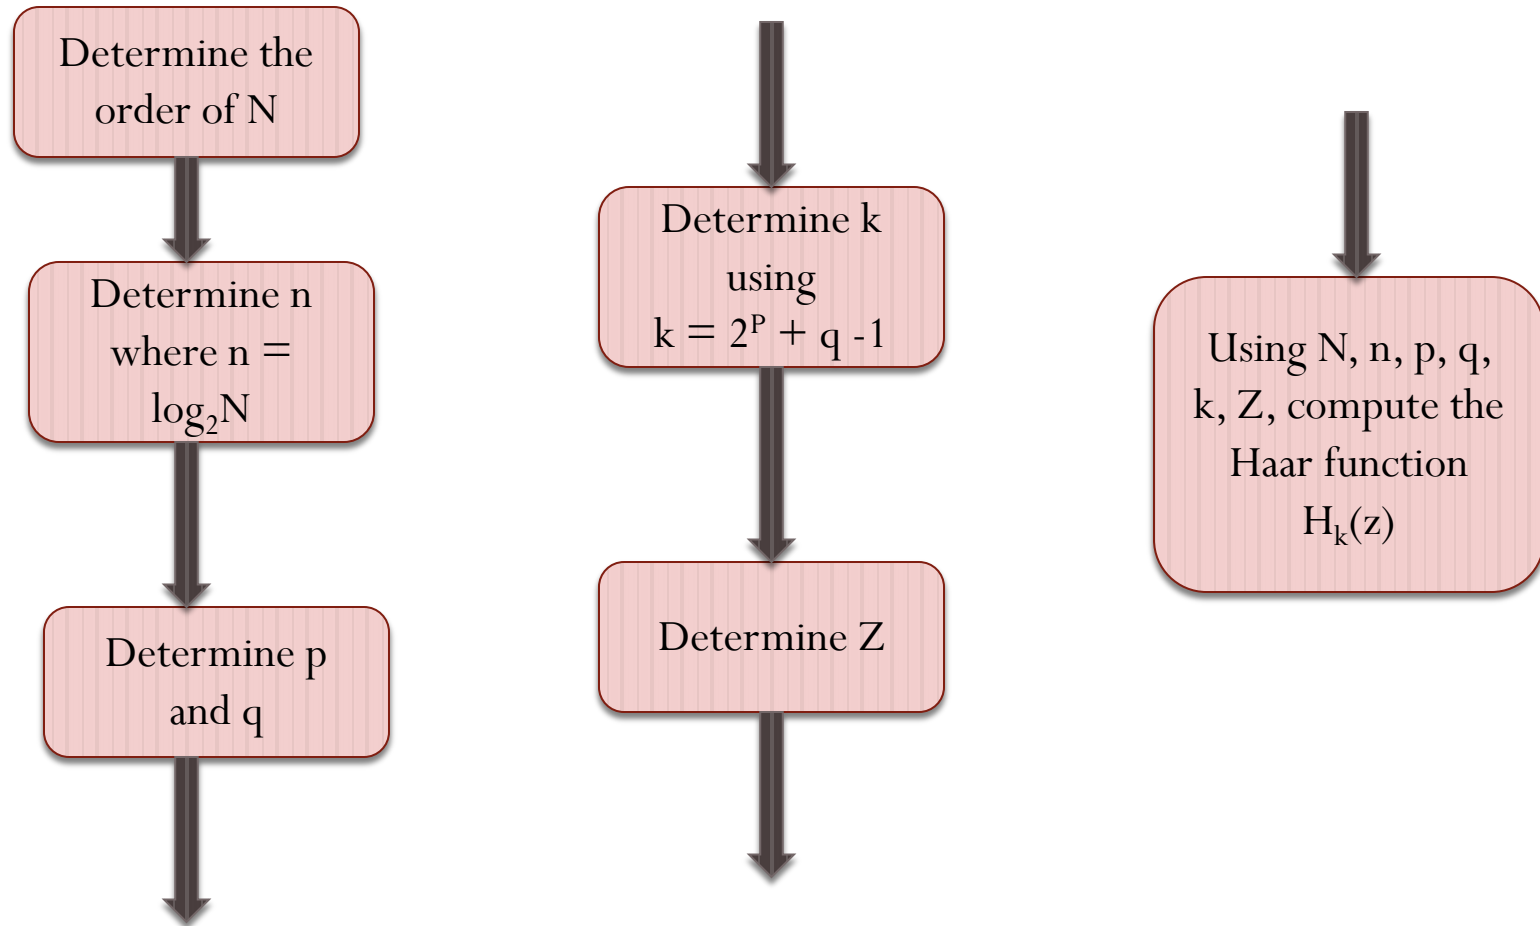 Determine the
order of N
Determine n
where n =
log₂N
Determine p
and q
Determine k
using
k = 2ᴾ + q -1
Determine Z
Using N, n, p, q,
k, Z, compute the
Haar function
Hₖ(z)